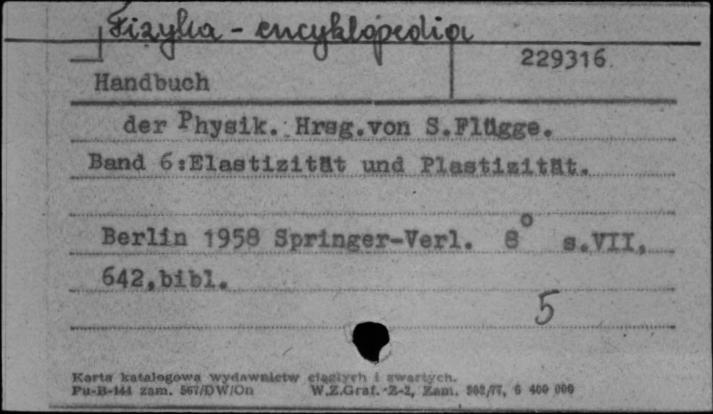 Fizyka - encyklopedia
229316.
Handbuch
der Physik. Hrsg.von S.Flügge.
Band 6:Elastizität und Plastizität.
Berlin 1958 Springer-Verl. 8° s.VII,
642,bibl.
5
Karta katalogowa wydawnictw ciągłych i zwartych.
Pu-B-144 zam. 567/DW/On W.Z.Graf. Z-2, Zam. 502/77, 6 400 000